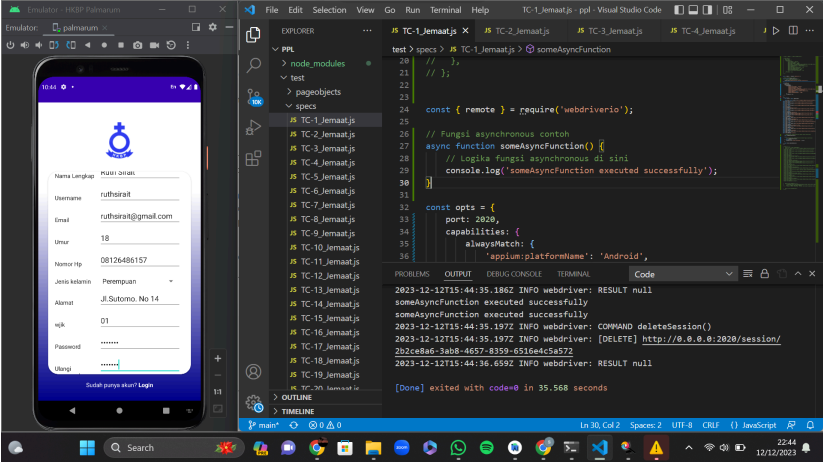 Emulator - HKBP Palmarum
Emulator:
palmarum
10:44
HKBP
Nama Lengkap
Ruth Sirait
Username
ruthsirait
Email
ruthsirait@gmail.com
Umur
18
Nomor Hp
08126486157
Jenis kelamin
Perempuan
Alamat
Jl.Sutomo. No 14
wjik
01
Password
•••••••
Ulangi
•••••••
Sudah punya akun? Login
1:1
File Edit Selection View Go Run Terminal Help
TC-1_Jemaat.js - ppl - Visual Studio Code
EXPLORER
PPL
node_modules
test
pageobjects
specs
TC-1_Jemaat.js
TC-2_Jemaat.js
TC-3_Jemaat.js
TC-4_Jemaat.js
TC-5_Jemaat.js
TC-6_Jemaat.js
TC-7_Jemaat.js
TC-8_Jemaat.js
TC-9_Jemaat.js
TC-10_Jemaat.js
TC-11_Jemaat.js
TC-12_Jemaat.js
TC-13_Jemaat.js
TC-14_Jemaat.js
TC-15_Jemaat.js
TC-16_Jemaat.js
TC-17_Jemaat.js
TC-18_Jemaat.js
TC-19_Jemaat.js
TC-20_Jemaat.js
OUTLINE
TIMELINE
10K
TC-1_Jemaat.js TC-2_Jemaat.js TC-3_Jemaat.js TC-4_Jemaat.js
test > specs > TC-1_Jemaat.js > someAsyncFunction
20 // },
21 // };
22
23
24 const { remote } = require('webdriverio');
25
26 // Fungsi asynchronous contoh
27 async function someAsyncFunction() {
28 // Logika fungsi asynchronous di sini
29 console.log('someAsyncFunction executed successfully');
30 }
31
32 const opts = {
33 port: 2020,
34 capabilities: {
35 alwaysMatch: {
36 'appium:platformName': 'Android',
PROBLEMS OUTPUT DEBUG CONSOLE TERMINAL
Code
2023-12-12T15:44:35.186Z INFO webdriver: RESULT null
someAsyncFunction executed successfully
someAsyncFunction executed successfully
2023-12-12T15:44:35.197Z INFO webdriver: COMMAND deleteSession()
2023-12-12T15:44:35.197Z INFO webdriver: [DELETE] http://0.0.0.0:2020/session/
2b2ce8a6-3ab8-4657-8359-6516e4c5a572
2023-12-12T15:44:36.659Z INFO webdriver: RESULT null
[Done] exited with code=0 in 35.568 seconds
main*
0 0
Ln 30, Col 2 Spaces: 2 UTF-8 CRLF {} JavaScript
Search
22:44
12/12/2023